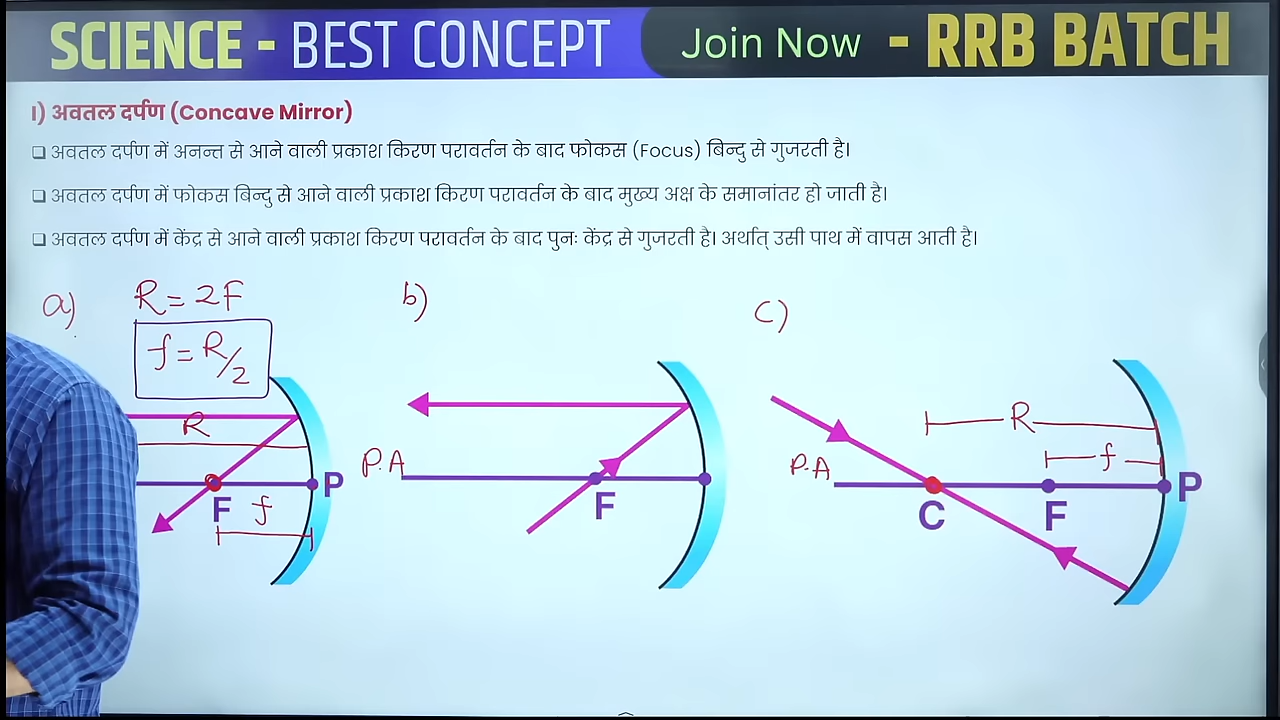 SCIENCE - BEST CONCEPT Join Now - RRB BATCH
I) अवतल दर्पण (Concave Mirror)
❑ अवतल दर्पण में अनन्त से आने वाली प्रकाश किरण परावर्तन के बाद फोकस (Focus) बिन्दु से गुजरती है।
❑ अवतल दर्पण में फोकस बिन्दु से आने वाली प्रकाश किरण परावर्तन के बाद मुख्य अक्ष के समानांतर हो जाती है।
❑ अवतल दर्पण में केंद्र से आने वाली प्रकाश किरण परावर्तन के बाद पुनः केंद्र से गुजरती है। अर्थात् उसी पाथ में वापस आती है।
a) R = 2F
f = R/2
R
F
P
f
b)
P.A
F
c)
R
f
P.A
C
F
P